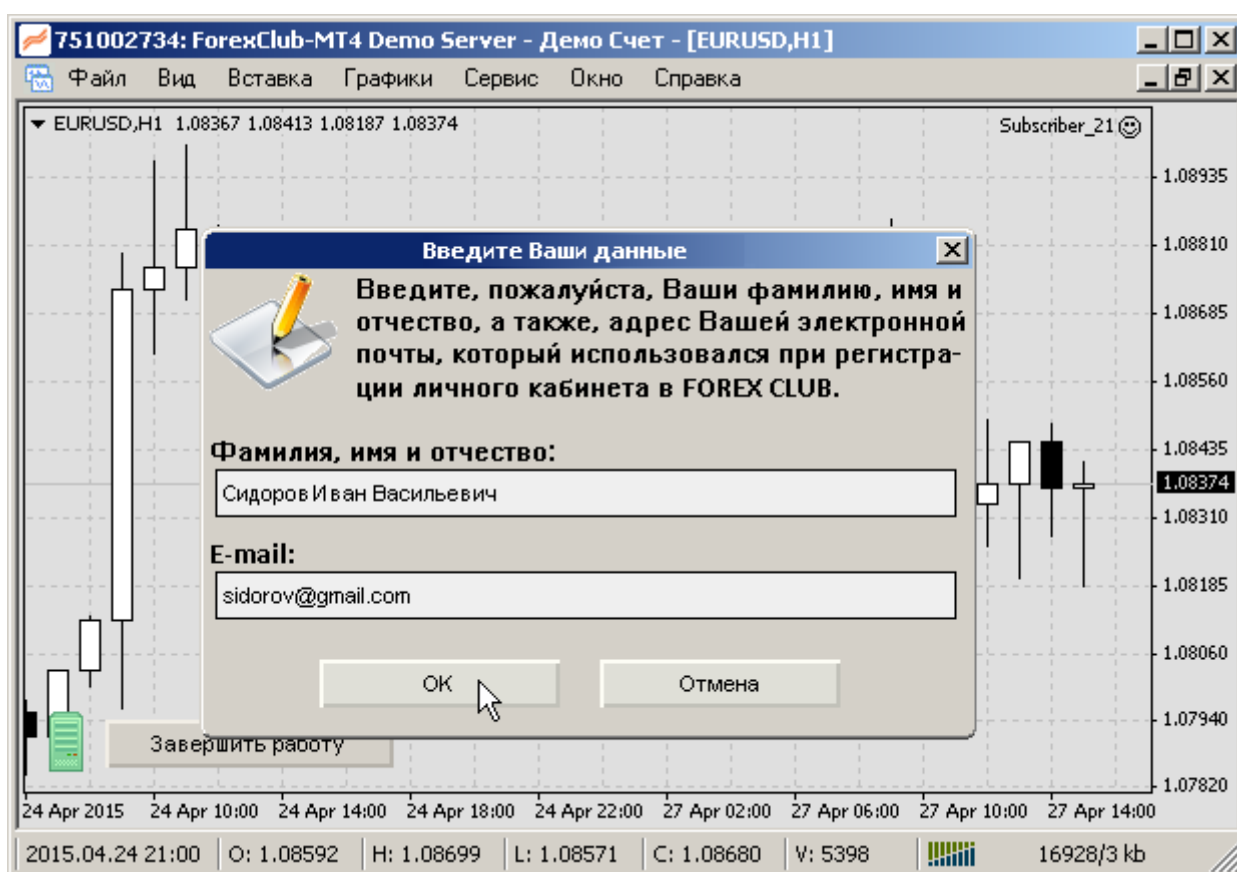 751002734: ForexClub-MT4 Demo Server - Демо Счет - [EURUSD,H1]
Файл Вид Вставка Графики Сервис Окно Справка
EURUSD,H1 1.08367 1.08413 1.08187 1.08374
Subscriber_21
1.08935
1.08810
1.08685
1.08560
1.08435
1.08374
1.08310
1.08185
1.08060
1.07940
1.07820
Введите Ваши данные
Введите, пожалуйста, Ваши фамилию, имя и
отчество, а также, адрес Вашей электронной
почты, который использовался при регистра-
ции личного кабинета в FOREX CLUB.
Фамилия, имя и отчество:
Сидоров Иван Васильевич
E-mail:
sidorov@gmail.com
OK Отмена
Завершить работу
24 Apr 2015 24 Apr 10:00 24 Apr 14:00 24 Apr 18:00 24 Apr 22:00 27 Apr 02:00 27 Apr 06:00 27 Apr 10:00 27 Apr 14:00
2015.04.24 21:00 O: 1.08592 H: 1.08699 L: 1.08571 C: 1.08680 V: 5398 16928/3 kb